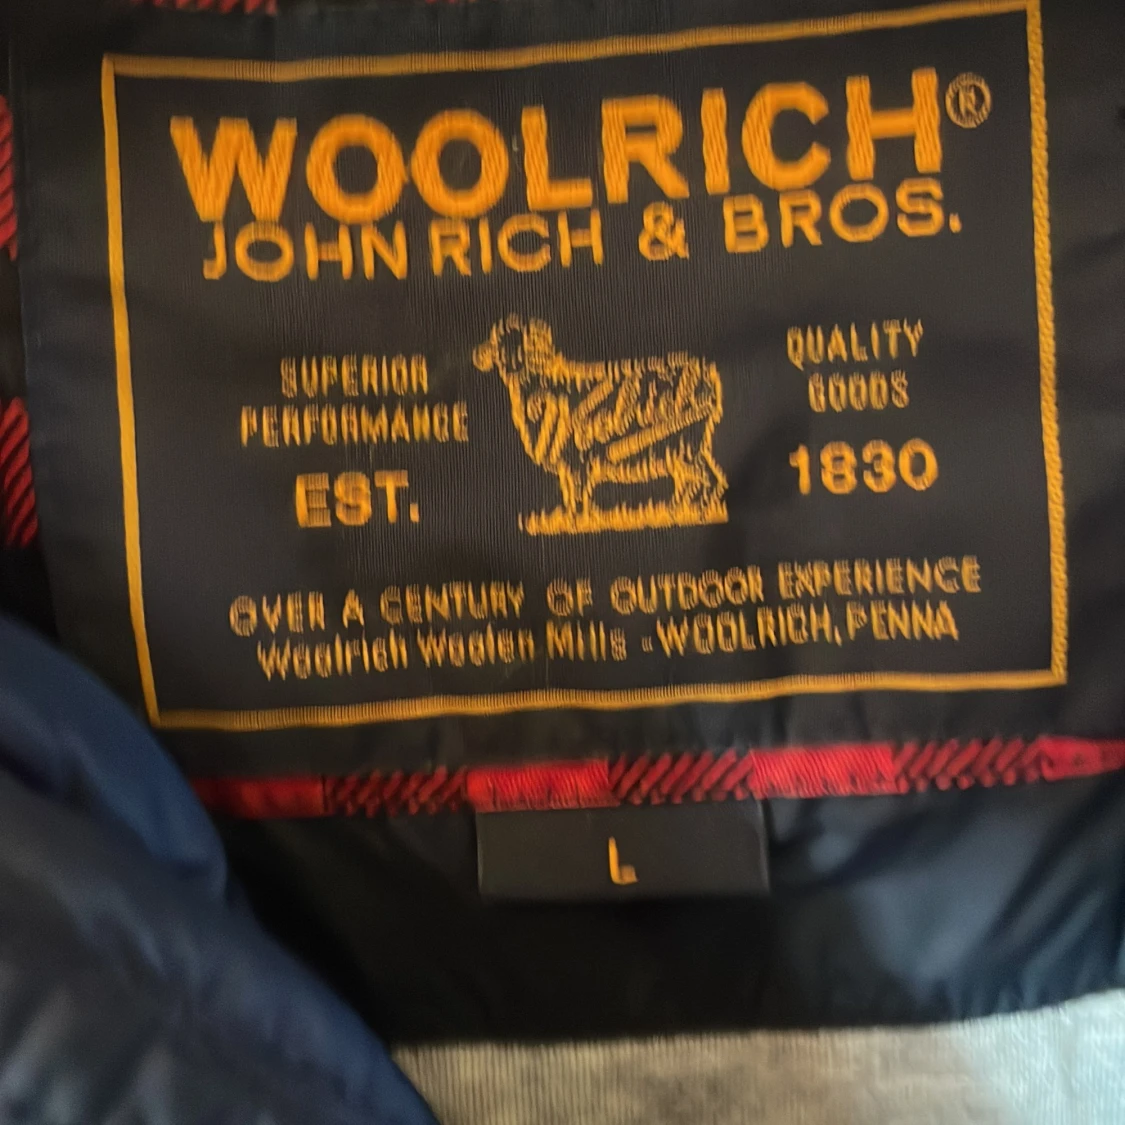 WOOLRICH®
JOHN RICH & BROS.
SUPERIOR
PERFORMANCE
EST.
Woolrich
QUALITY
GOODS
1830
OVER A CENTURY OF OUTDOOR EXPERIENCE
Woolrich Woolen Mills - WOOLRICH, PENNA
L